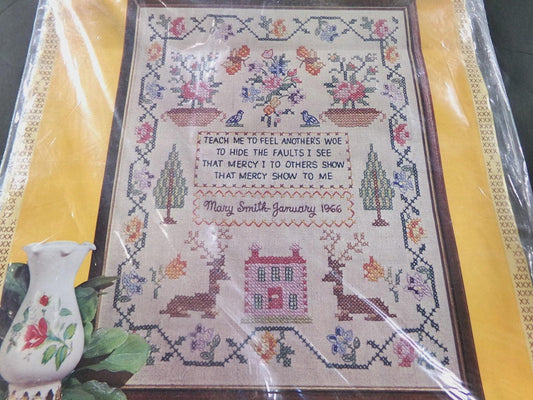 TEACH ME TO FEEL ANOTHER'S WOE
TO HIDE THE FAULTS I SEE
THAT MERCY I TO OTHERS SHOW
THAT MERCY SHOW TO ME
Mary Smith-January 1966